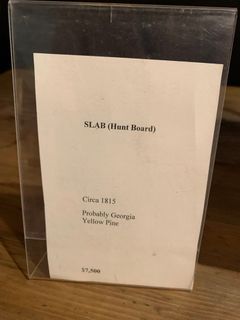 SLAB (Hunt Board)
Circa 1815
Probably Georgia
Yellow Pine
$7,500